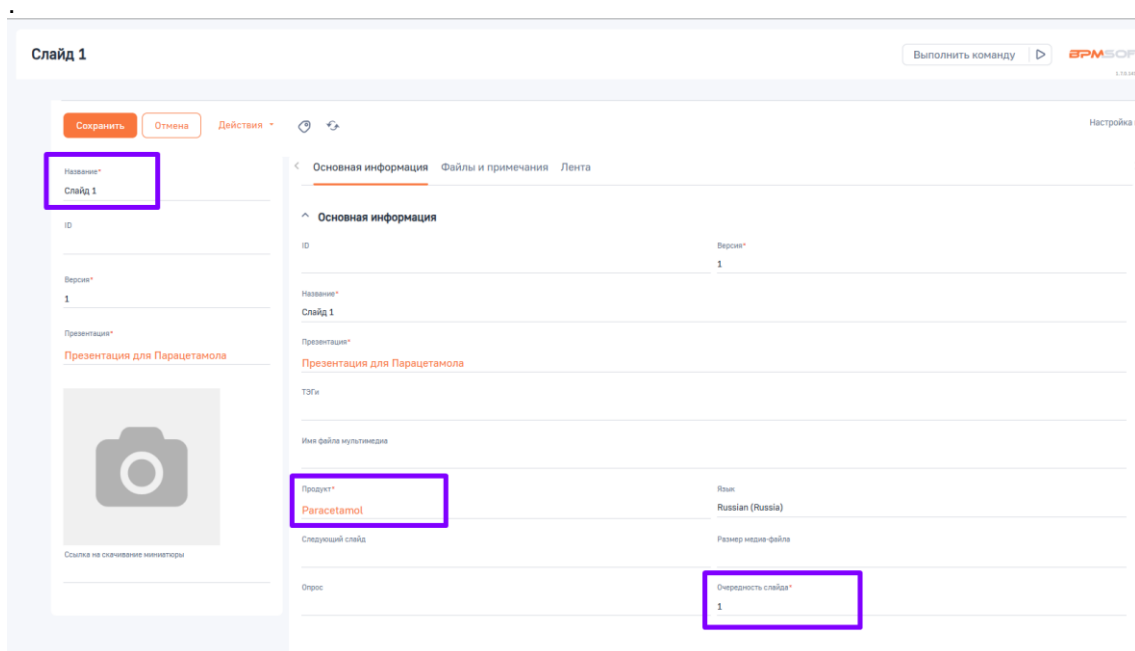 .
Слайд 1
Выполнить команду
BPMSOF
Сохранить Отмена Действия
Настройка
Название*
Слайд 1
ID
Версия*
1
Презентация*
Презентация для Парацетамола
Ссылка на скачивание миниатюры
Основная информация Файлы и примечания Лента
Основная информация
ID Версия*
1
Название*
Слайд 1
Презентация*
Презентация для Парацетамола
ТЭГи
Имя файла мультимедиа
Продукт* Язык
Paracetamol Russian (Russia)
Следующий слайд Размер медиа-файла
Опрос Очередность слайда*
1